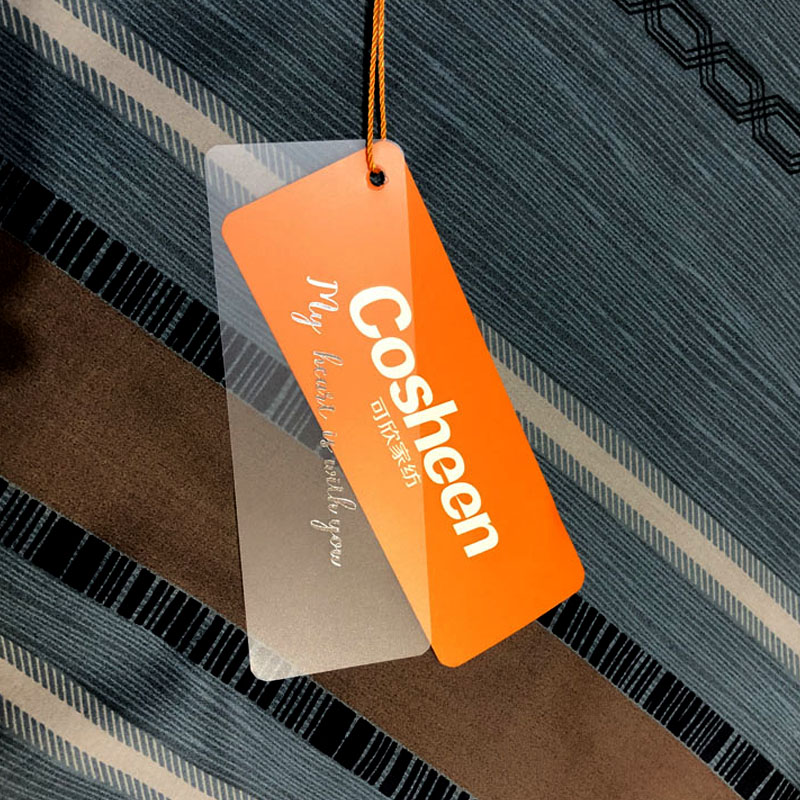 Cosheen
可欣家纺
My heart is with you